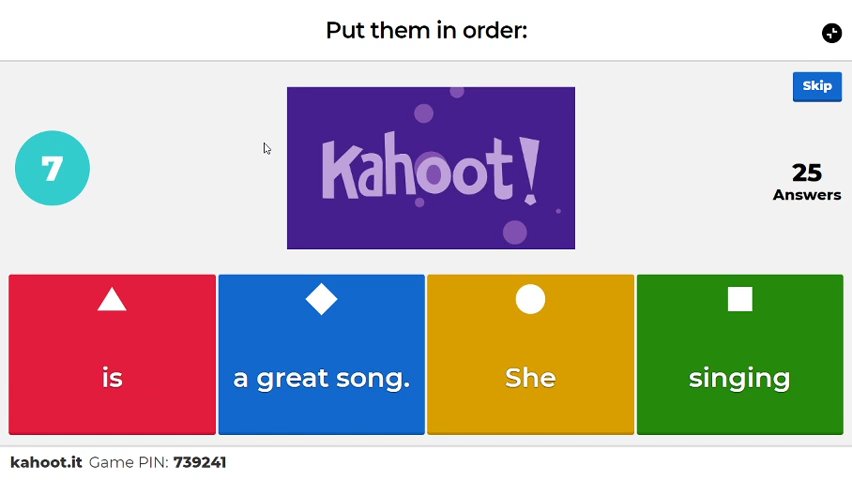 Put them in order:
Skip
7
Kahoot!
25
Answers
is
a great song.
She
singing
kahoot.it Game PIN: 739241